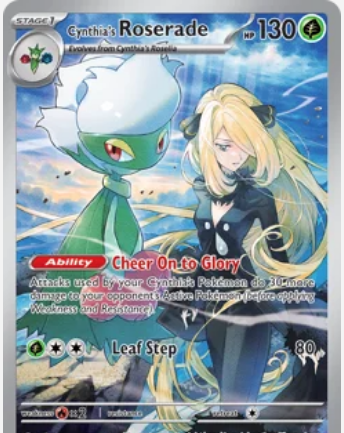 STAGE 1
Cynthia's Roserade HP 130
Evolves from Cynthia's Roselia
Ability Cheer On to Glory
Attacks used by your Cynthia's Pokémon do 30 more
damage to your opponent's Active Pokémon (before applying
Weakness and Resistance).
Leaf Step 80
weakness ×2 resistance retreat